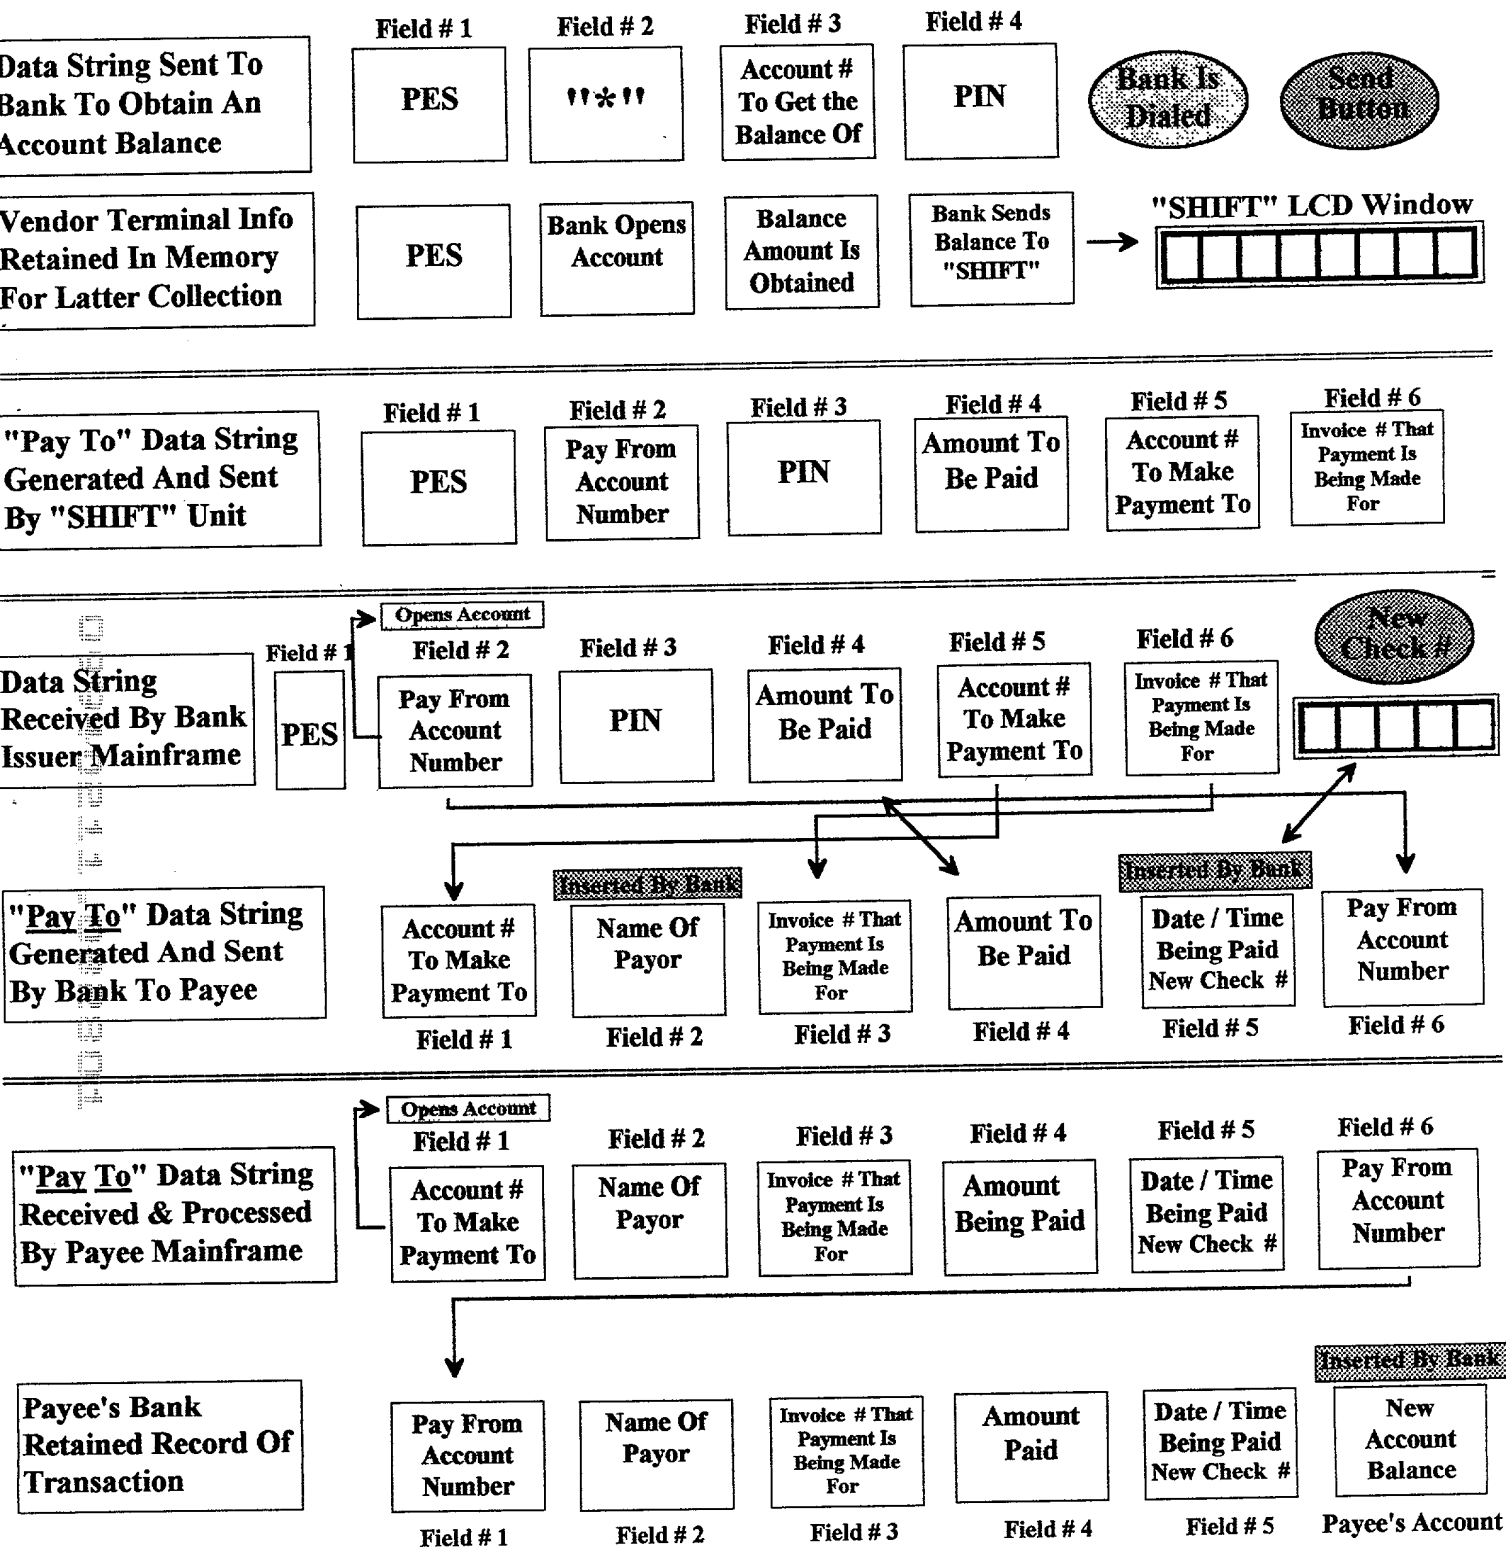 Field # 1
Field # 2
Field # 3
Field # 4
Data String Sent To
Bank To Obtain An
Account Balance
PES
"*"
Account #
To Get the
Balance Of
PIN
Bank Is
Dialed
Send
Button
Vendor Terminal Info
Retained In Memory
For Latter Collection
PES
Bank Opens
Account
Balance
Amount Is
Obtained
Bank Sends
Balance To
"SHIFT"
"SHIFT" LCD Window
Field # 1
Field # 2
Field # 3
Field # 4
Field # 5
Field # 6
"Pay To" Data String
Generated And Sent
By "SHIFT" Unit
PES
Pay From
Account
Number
PIN
Amount To
Be Paid
Account #
To Make
Payment To
Invoice # That
Payment Is
Being Made
For
Opens Account
Field # 1
Field # 2
Field # 3
Field # 4
Field # 5
Field # 6
New
Check #
Data String
Received By Bank
Issuer Mainframe
PES
Pay From
Account
Number
PIN
Amount To
Be Paid
Account #
To Make
Payment To
Invoice # That
Payment Is
Being Made
For
Inserted By Bank
Inserted By Bank
"Pay To" Data String
Generated And Sent
By Bank To Payee
Account #
To Make
Payment To
Name Of
Payor
Invoice # That
Payment Is
Being Made
For
Amount To
Be Paid
Date / Time
Being Paid
New Check #
Pay From
Account
Number
Field # 1
Field # 2
Field # 3
Field # 4
Field # 5
Field # 6
Opens Account
Field # 1
Field # 2
Field # 3
Field # 4
Field # 5
Field # 6
"Pay To" Data String
Received & Processed
By Payee Mainframe
Account #
To Make
Payment To
Name Of
Payor
Invoice # That
Payment Is
Being Made
For
Amount
Being Paid
Date / Time
Being Paid
New Check #
Pay From
Account
Number
Inserted By Bank
Payee's Bank
Retained Record Of
Transaction
Pay From
Account
Number
Name Of
Payor
Invoice # That
Payment Is
Being Made
For
Amount
Paid
Date / Time
Being Paid
New Check #
New
Account
Balance
Field # 1
Field # 2
Field # 3
Field # 4
Field # 5
Payee's Account